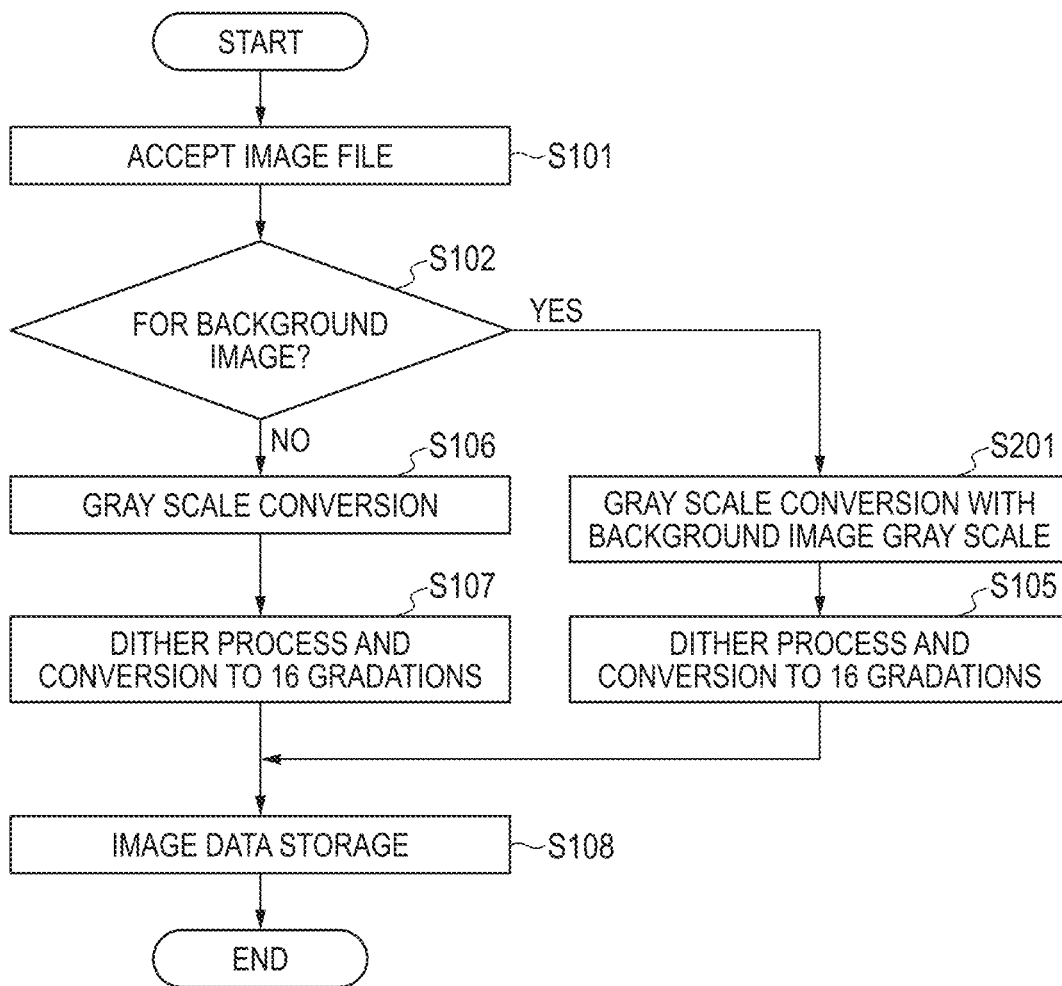 START
ACCEPT IMAGE FILE
S101
S102
FOR BACKGROUND
IMAGE?
YES
NO
S106
GRAY SCALE CONVERSION
S201
GRAY SCALE CONVERSION WITH
BACKGROUND IMAGE GRAY SCALE
S107
DITHER PROCESS AND
CONVERSION TO 16 GRADATIONS
S105
DITHER PROCESS AND
CONVERSION TO 16 GRADATIONS
IMAGE DATA STORAGE
S108
END